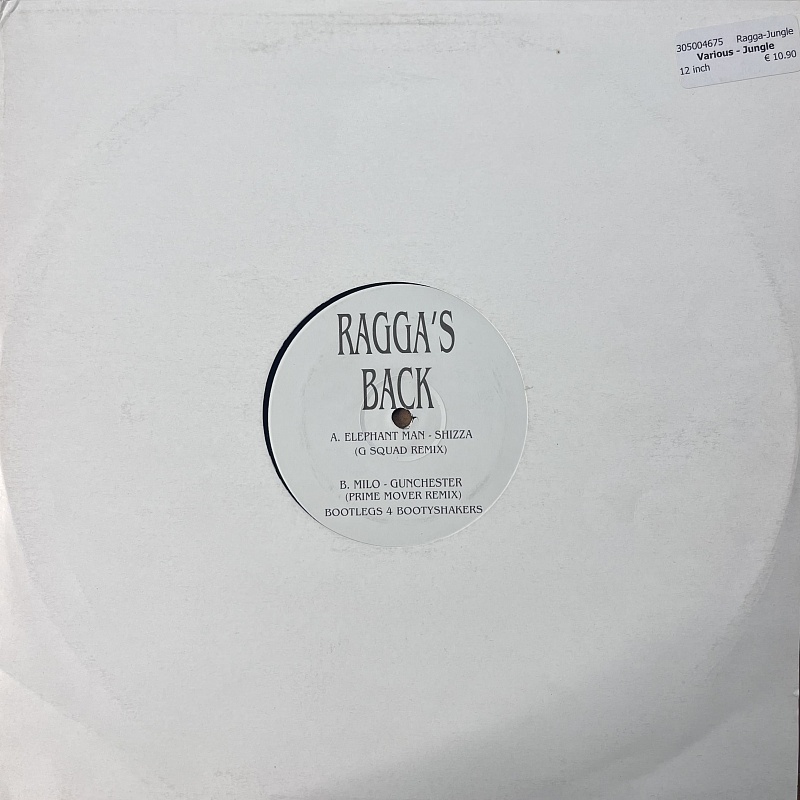 305004675 Ragga-Jungle
Various - Jungle
12 inch € 10.90
RAGGA'S
BACK
A. ELEPHANT MAN - SHIZZA
(G SQUAD REMIX)
B. MILO - GUNCHESTER
(PRIME MOVER REMIX)
BOOTLEGS 4 BOOTYSHAKERS